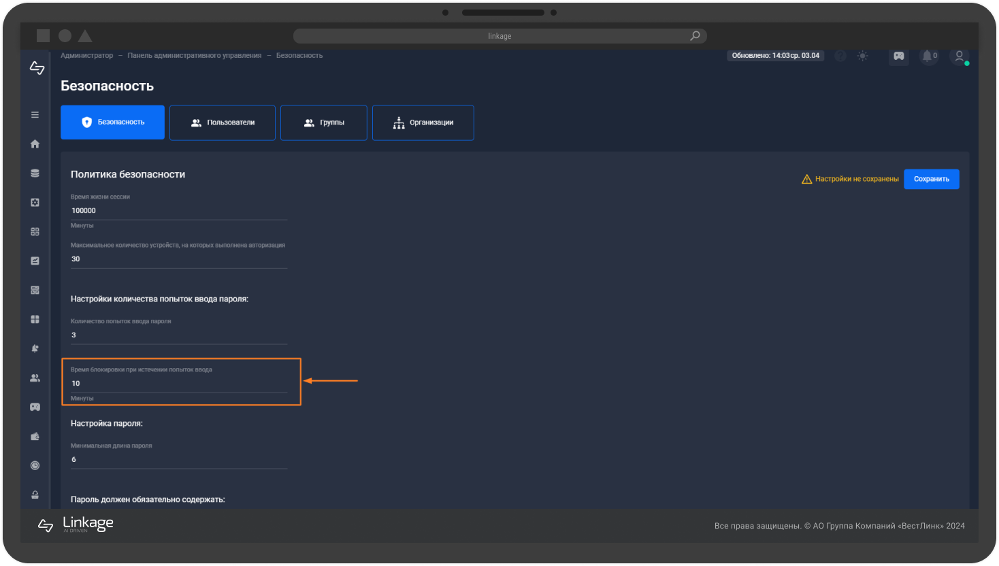 linkage
Администратор – Панель административного управления – Безопасность
Обновлено: 14:03 ср. 03.04
0
Безопасность
Безопасность
Пользователи
Группы
Организации
Политика безопасности
Настройки не сохранены
Сохранить
Время жизни сессии
100000
Минуты
Максимальное количество устройств, на которых выполнена авторизация
30
Настройки количества попыток ввода пароля:
Количество попыток ввода пароля
3
Время блокировки при истечении попыток ввода
10
Минуты
Настройка пароля:
Минимальная длина пароля
6
Пароль должен обязательно содержать:
Linkage
AI DRIVEN
Все права защищены. © АО Группа Компаний «ВестЛинк» 2024